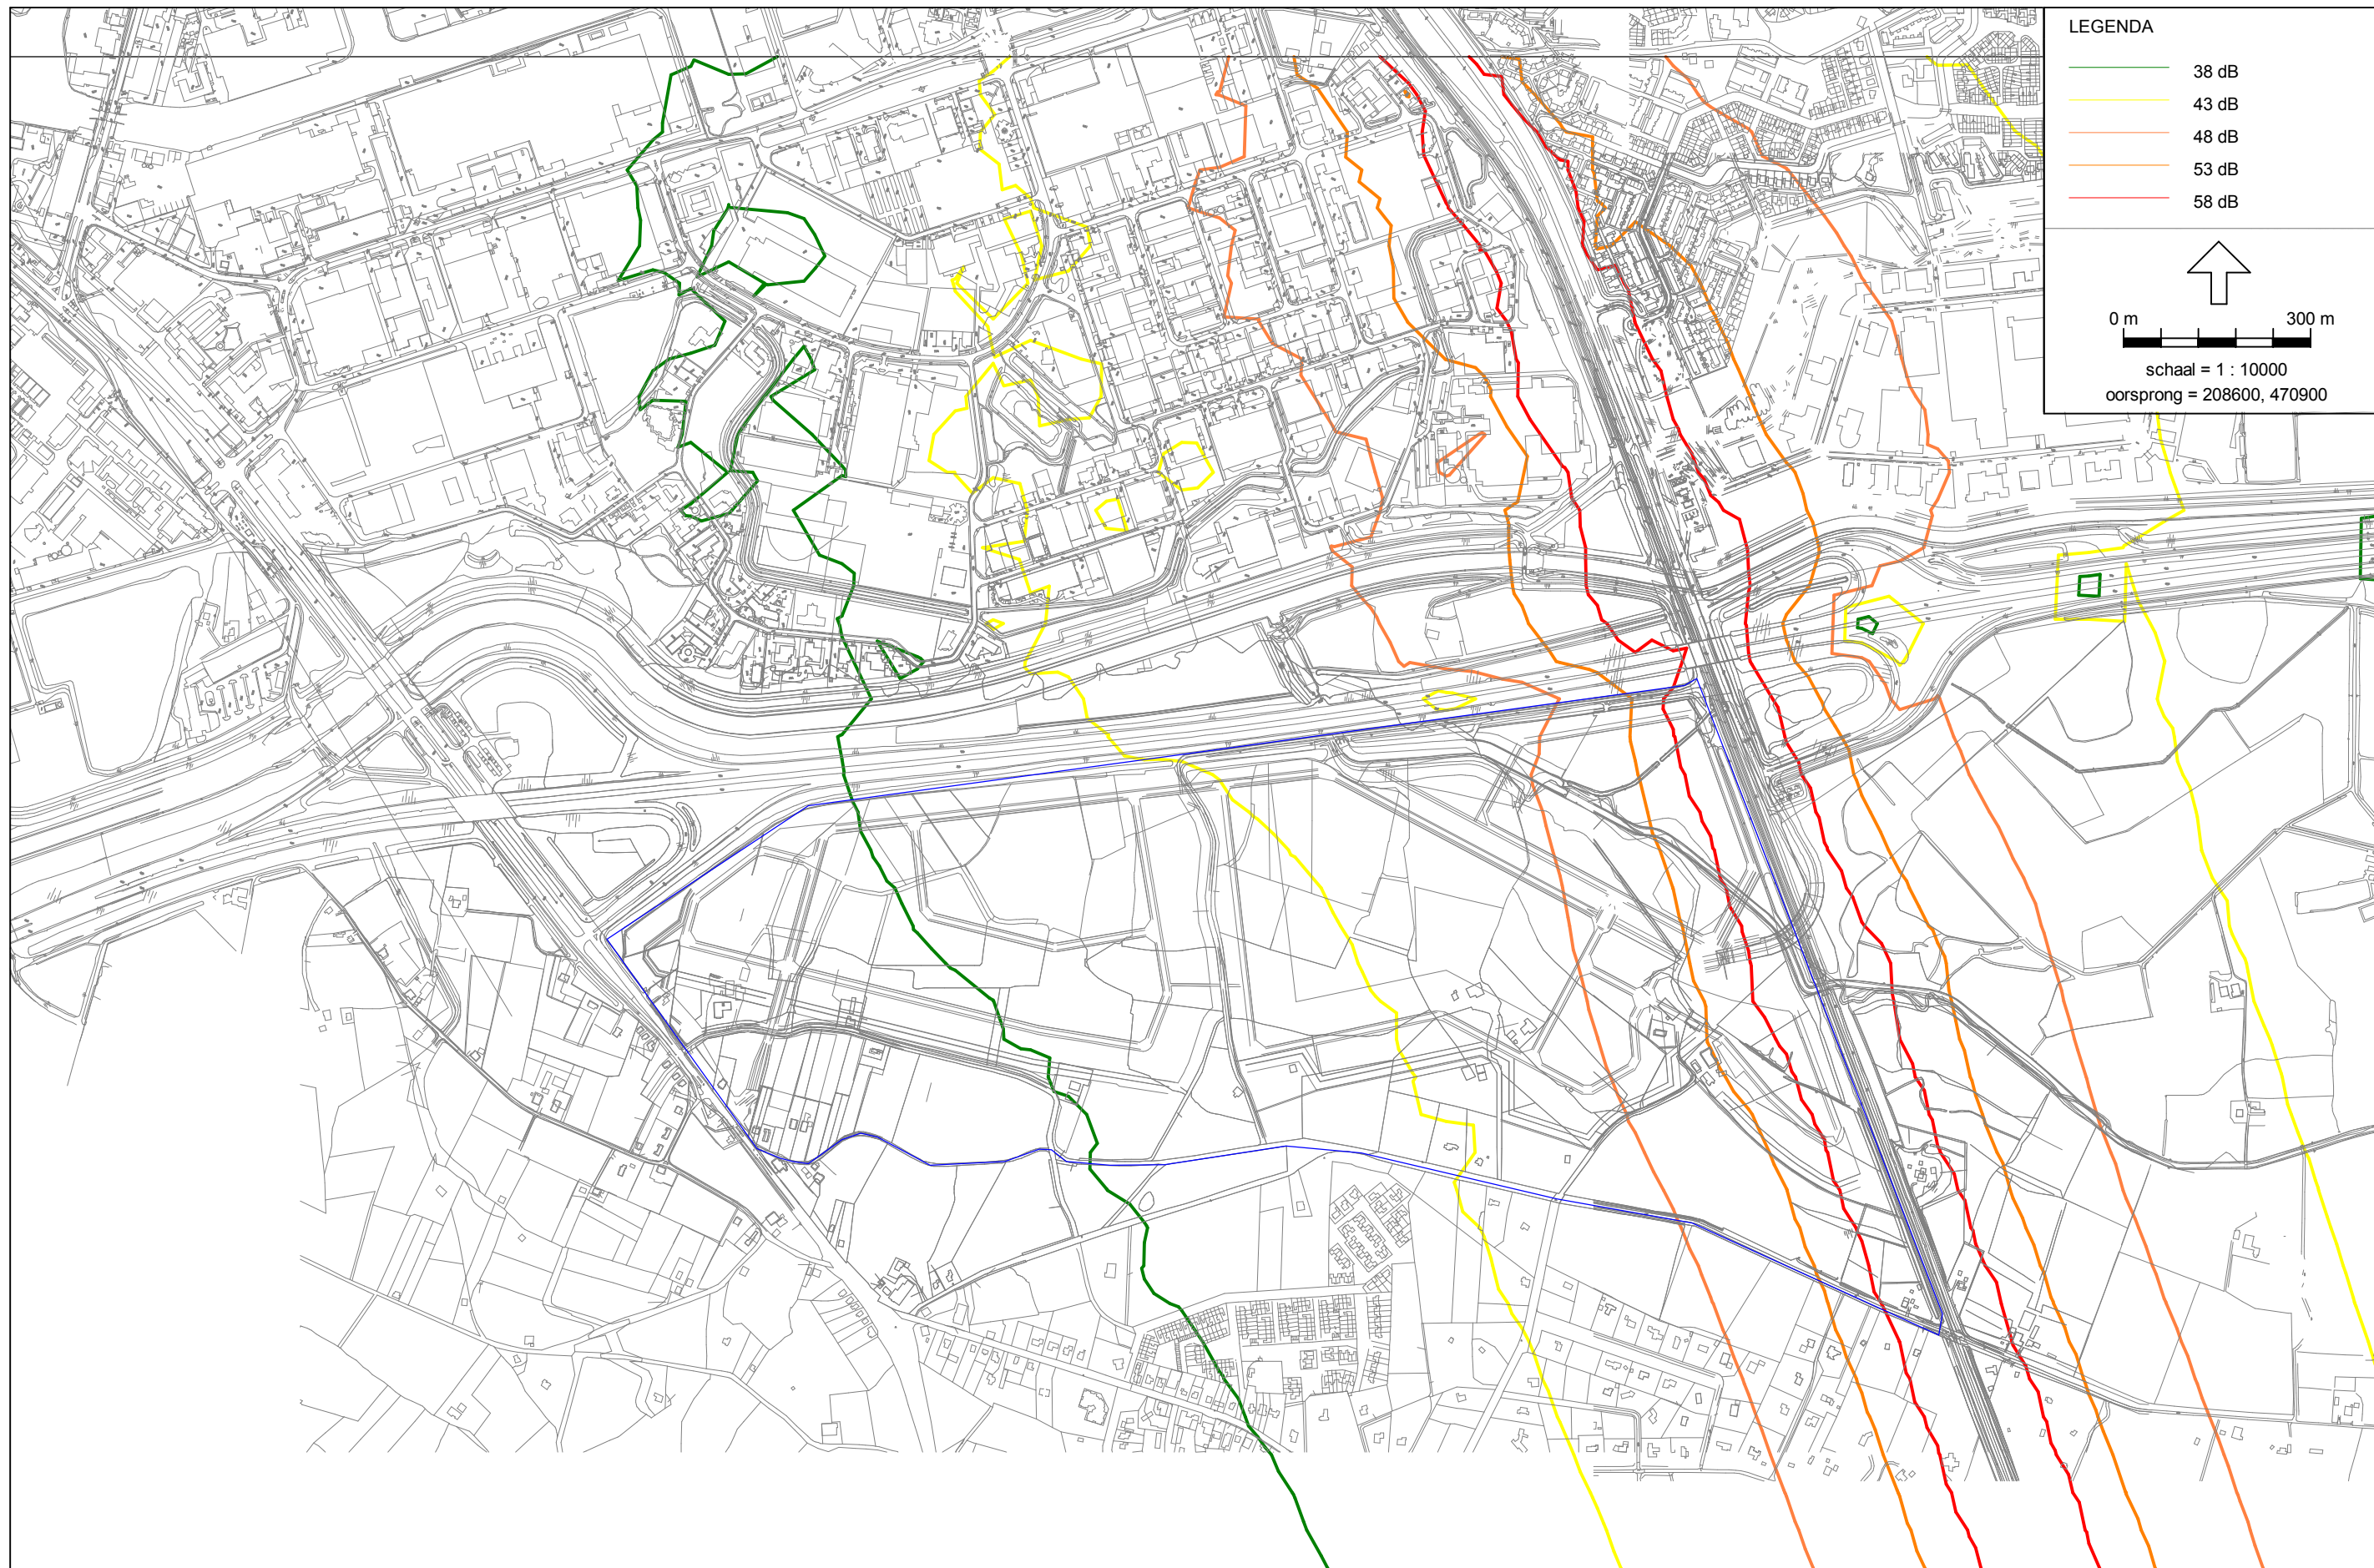 LEGENDA
38 dB
43 dB
48 dB
53 dB
58 dB
0 m 300 m
schaal = 1 : 10000
oorsprong = 208600, 470900